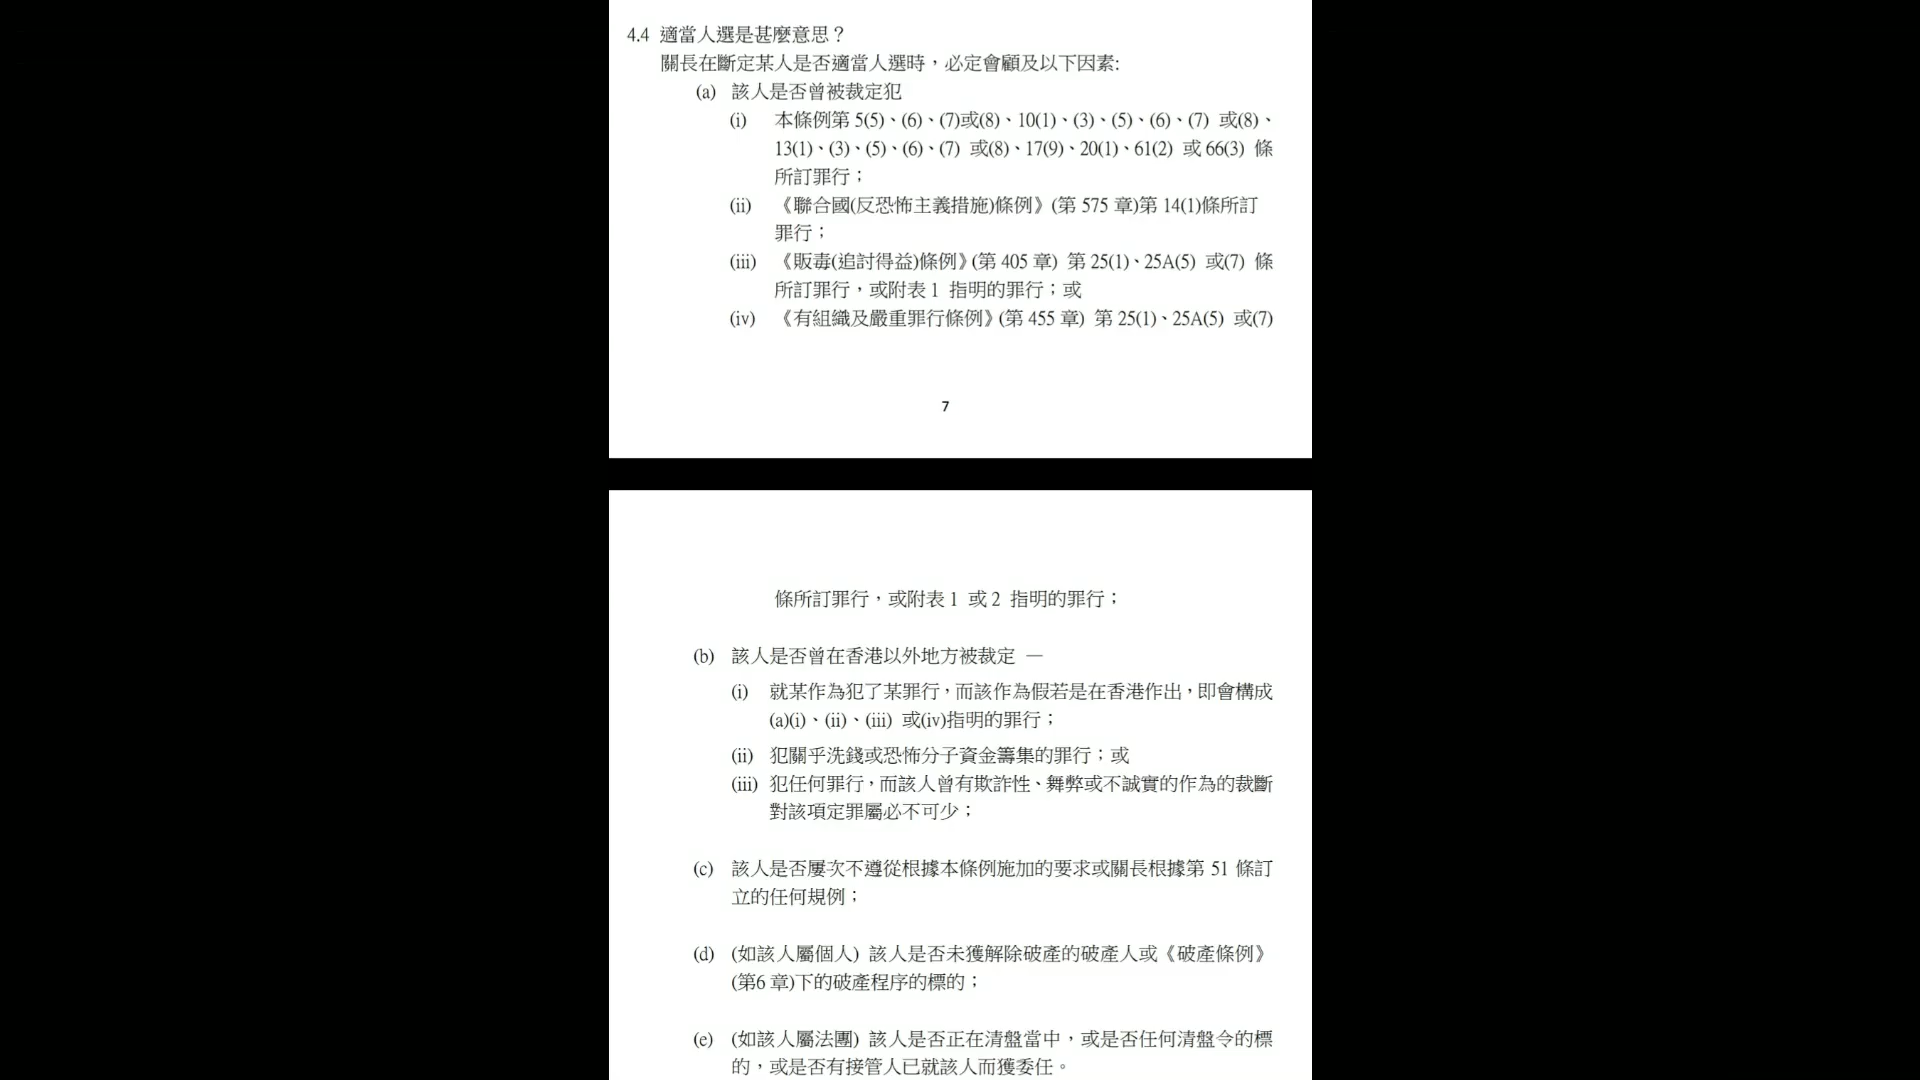 4.4 適當人選是甚麼意思？
關長在斷定某人是否適當人選時，必定會顧及以下因素:
(a) 該人是否曾被裁定犯
(i) 本條例第 5(5)、(6)、(7)或(8)、10(1)、(3)、(5)、(6)、(7) 或(8)、
13(1)、(3)、(5)、(6)、(7) 或(8)、17(9)、20(1)、61(2) 或 66(3) 條
所訂罪行；
(ii) 《聯合國(反恐怖主義措施)條例》(第 575 章)第 14(1)條所訂
罪行；
(iii) 《販毒(追討得益)條例》(第 405 章) 第 25(1)、25A(5) 或(7) 條
所訂罪行，或附表 1 指明的罪行；或
(iv) 《有組織及嚴重罪行條例》(第 455 章) 第 25(1)、25A(5) 或(7)
7
條所訂罪行，或附表 1 或 2 指明的罪行；
(b) 該人是否曾在香港以外地方被裁定 —
(i) 就某作為犯了某罪行，而該作為假若是在香港作出，即會構成
(a)(i)、(ii)、(iii) 或(iv)指明的罪行；
(ii) 犯關乎洗錢或恐怖分子資金籌集的罪行；或
(iii) 犯任何罪行，而該人曾有欺詐性、舞弊或不誠實的作為的裁斷
對該項定罪屬必不可少；
(c) 該人是否屢次不遵從根據本條例施加的要求或關長根據第 51 條訂
立的任何規例；
(d) (如該人屬個人) 該人是否未獲解除破產的破產人或《破產條例》
(第6 章)下的破產程序的標的；
(e) (如該人屬法團) 該人是否正在清盤當中，或是否任何清盤令的標
的，或是否有接管人已就該人而獲委任。